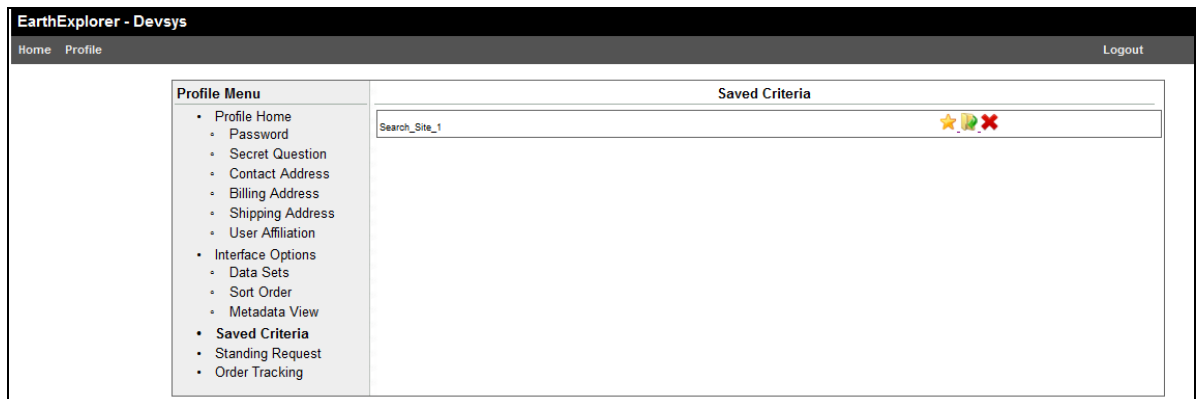 EarthExplorer - Devsys
Home Profile Logout
Profile Menu
Profile Home
Password
Secret Question
Contact Address
Billing Address
Shipping Address
User Affiliation
Interface Options
Data Sets
Sort Order
Metadata View
Saved Criteria
Standing Request
Order Tracking
Saved Criteria
Search_Site_1